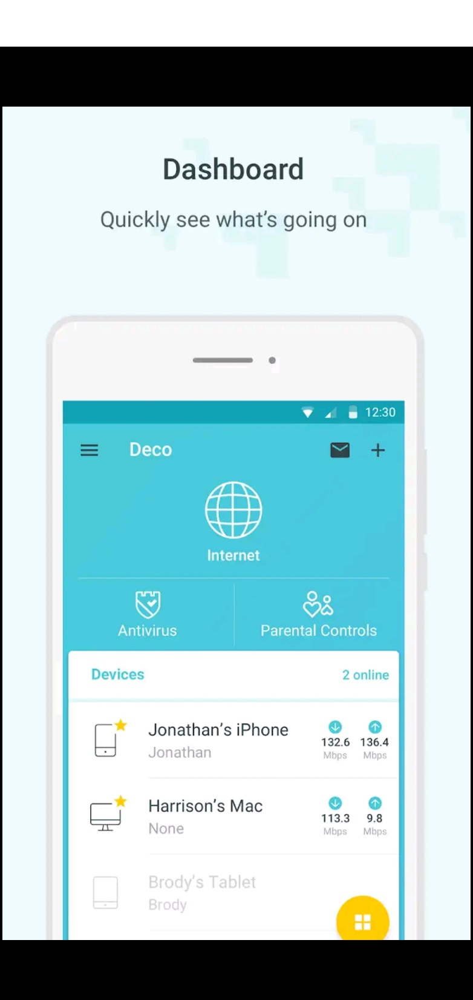 Dashboard
Quickly see what's going on
12:30
Deco
Internet
Antivirus
Parental Controls
Devices
2 online
Jonathan's iPhone
Jonathan
132.6 136.4
Mbps Mbps
Harrison's Mac
None
113.3 9.8
Mbps Mbps
Brody's Tablet
Brody